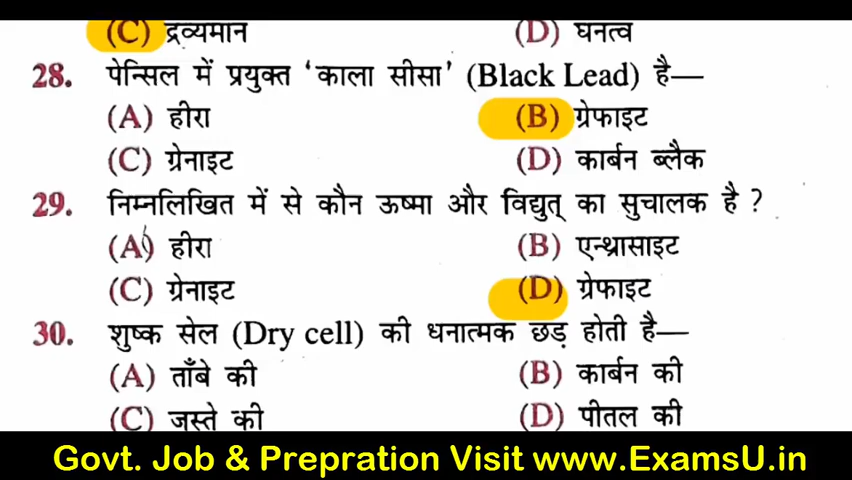 (C) द्रव्यमान (D) घनत्व
28. पेन्सिल में प्रयुक्त ‘काला सीसा’ (Black Lead) है—
(A) हीरा (B) ग्रेफाइट
(C) ग्रेनाइट (D) कार्बन ब्लैक
29. निम्नलिखित में से कौन ऊष्मा और विद्युत् का सुचालक है ?
(A) हीरा (B) एन्थ्रासाइट
(C) ग्रेनाइट (D) ग्रेफाइट
30. शुष्क सेल (Dry cell) की धनात्मक छड़ होती है—
(A) ताँबे की (B) कार्बन की
(C) जस्ते की (D) पीतल की
Govt. Job & Prepration Visit www.ExamsU.in